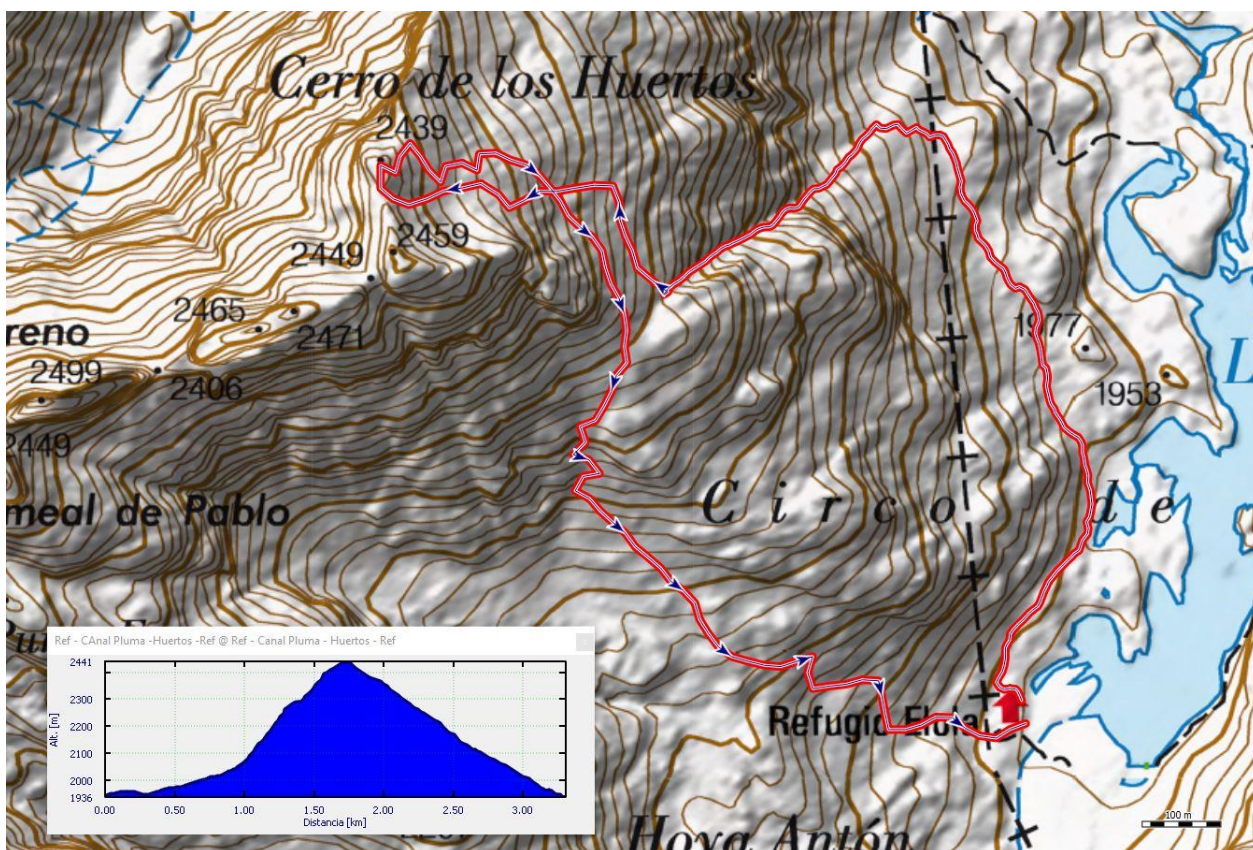 Cerro de los Huertos
2439
2459
2449
2465
2471
reno
2499
2406
2449
1977
1953
L
Circo de
meal de Pablo
Refugio Elola
Hoya Antón
100 m
Ref - CAnal Pluma -Huertos -Ref @ Ref - Canal Pluma - Huertos - Ref
Alt. [m]
2441
2300
2200
2100
2000
1936
0.00 0.50 1.00 1.50 2.00 2.50 3.00
Distancia [km]